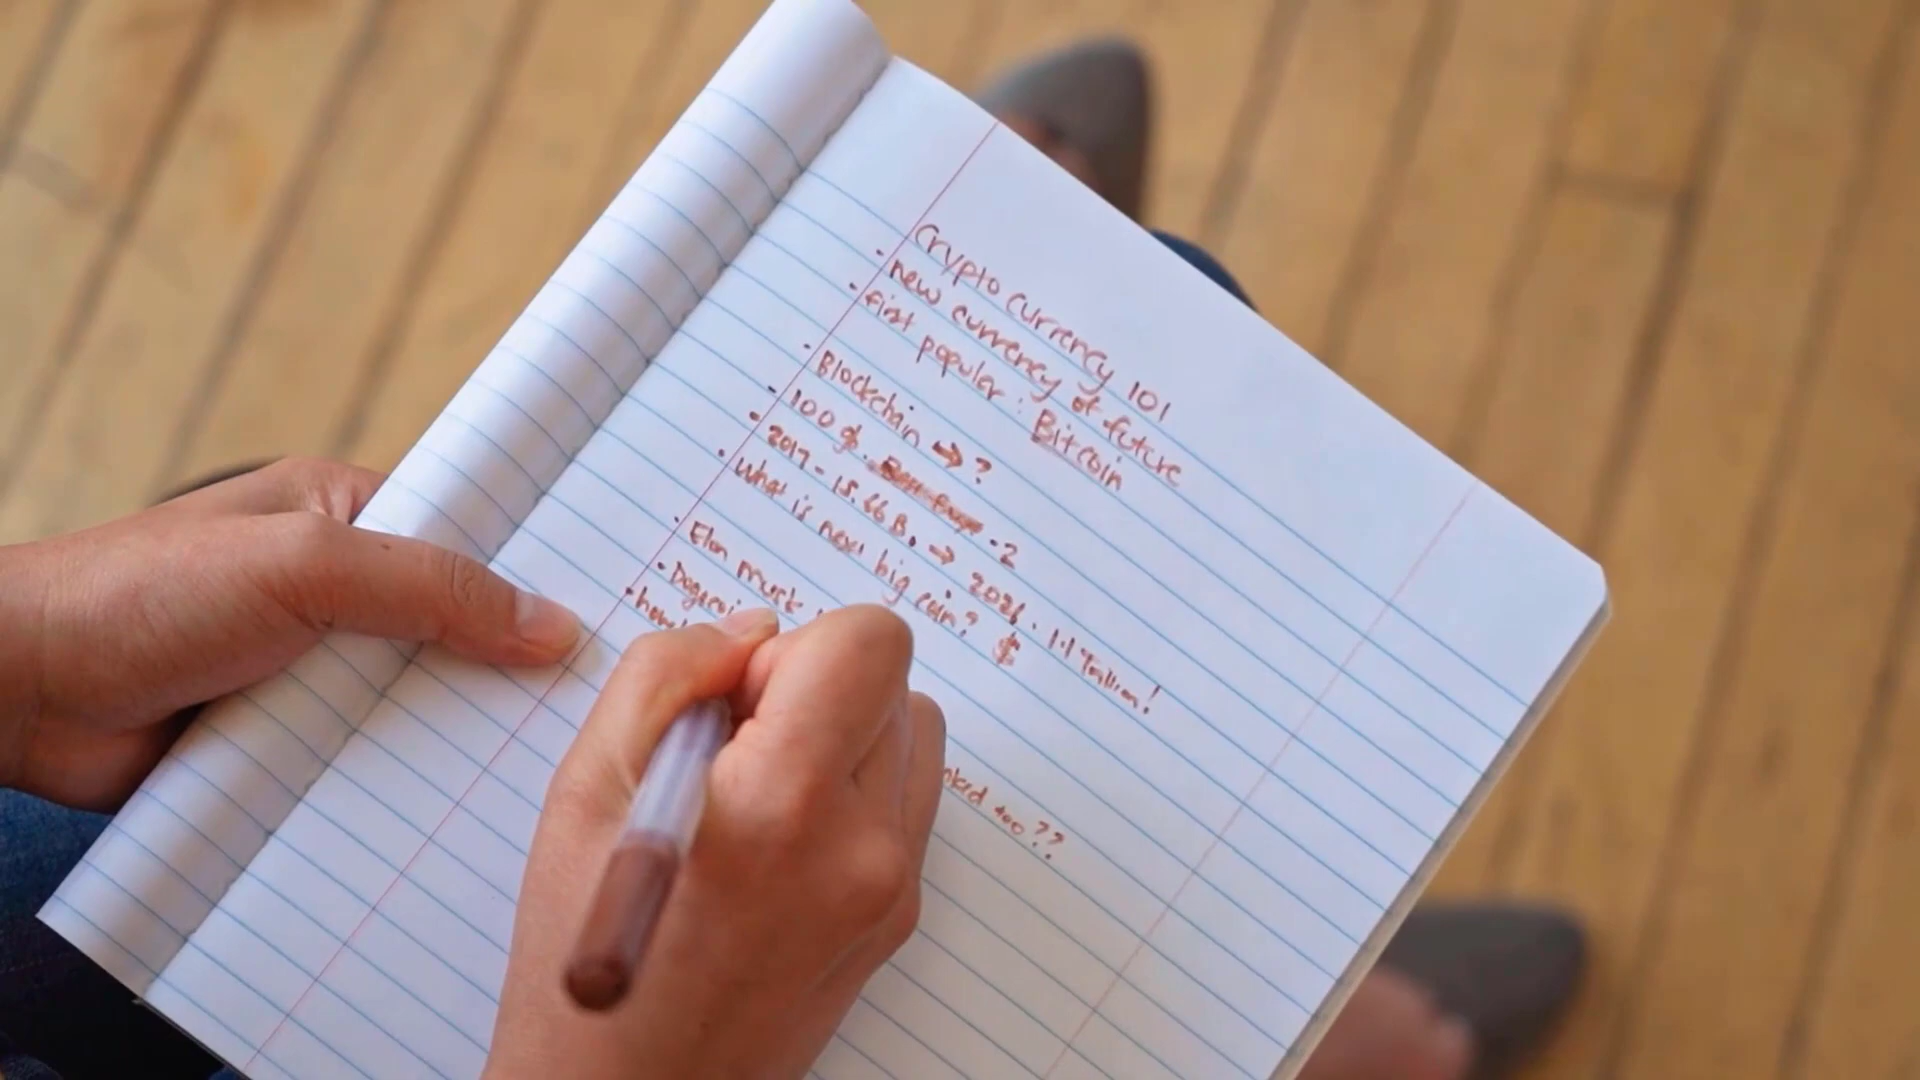 Crypto Currency 101
- new currency of future
- first popular : Bitcoin
- Blockchain → ?
- 100 $. - 2
- 2017 - 15.66 B. → 2021. 1.1 Trillion!
- What is next big coin? $
- Elon musk
- Dogecoin
too ??